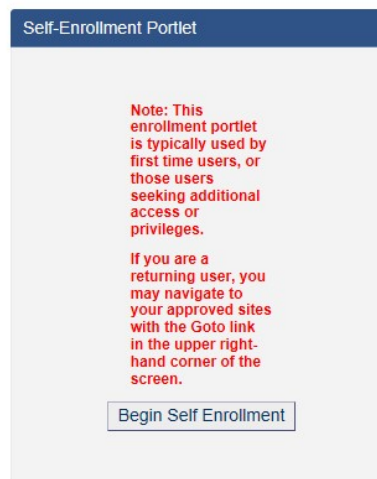 Self-Enrollment Portlet
Note: This
enrollment portlet
is typically used by
first time users, or
those users
seeking additional
access or
privileges.
If you are a
returning user, you
may navigate to
your approved sites
with the Goto link
in the upper right-
hand corner of the
screen.
Begin Self Enrollment